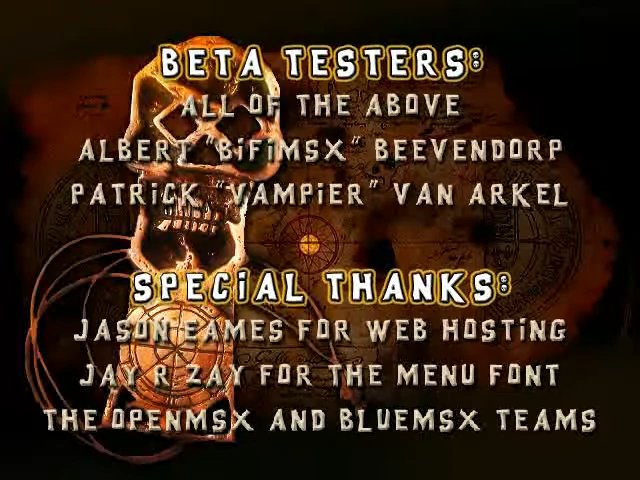 BETA TESTERS:
ALL OF THE ABOVE
ALBERT "BiFiMSX" BEEVENDORP
PATRiCK "VAMPiER" VAN ARKEL
SPECiAL THANKS:
JASON EAMES FOR WEB HOSTiNG
JAY R ZAY FOR THE MENU FONT
THE OPENMSX AND BLUEMSX TEAMS